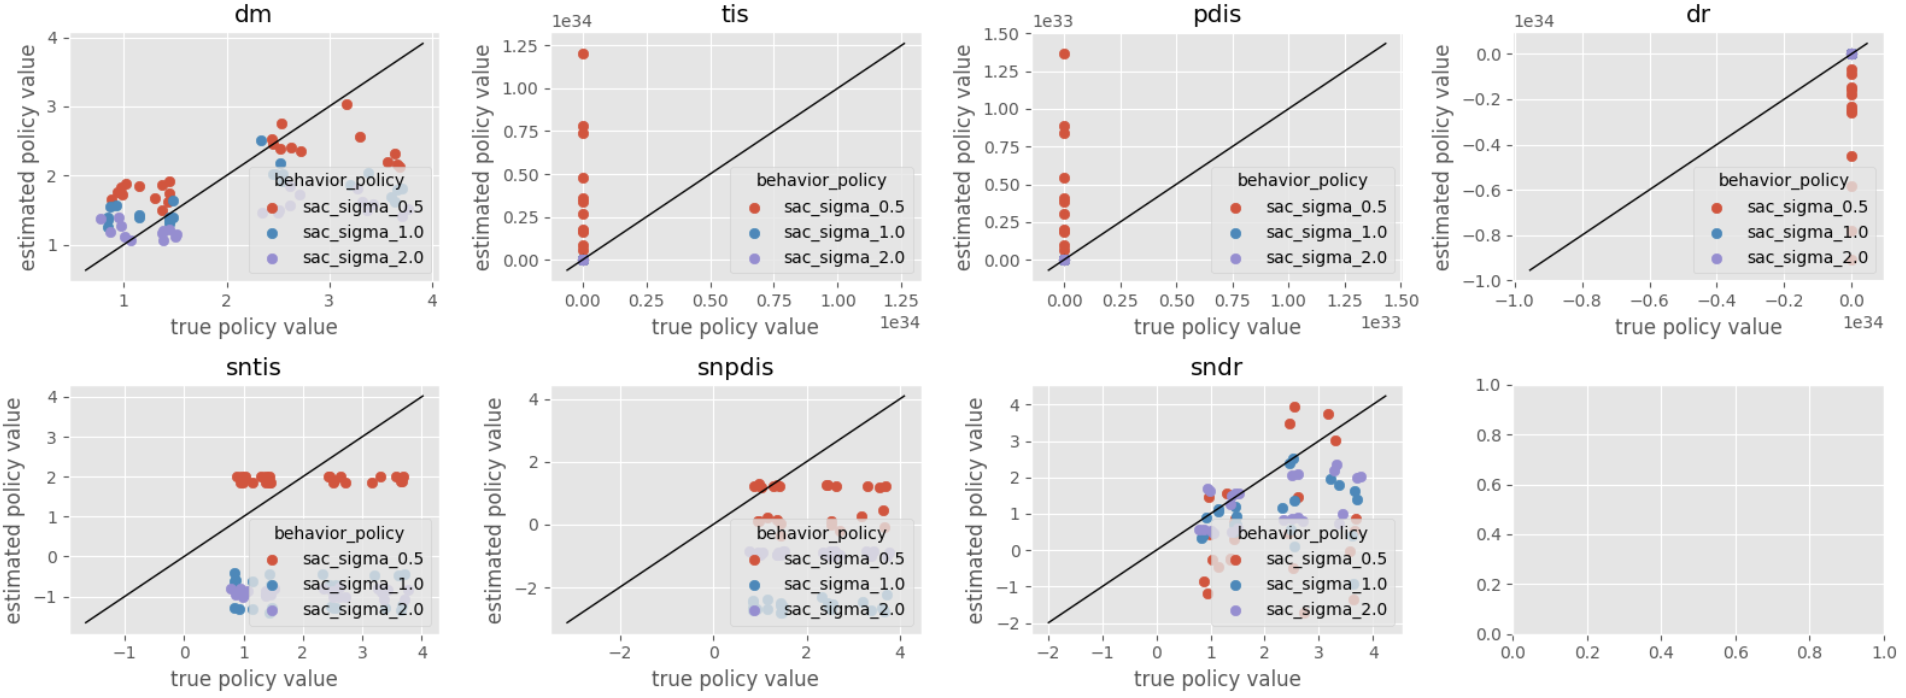 dm
estimated policy value
4
3
2
1
1 2 3 4
true policy value
behavior_policy
sac_sigma_0.5
sac_sigma_1.0
sac_sigma_2.0
tis
1e34
estimated policy value
1.25
1.00
0.75
0.50
0.25
0.00
0.00 0.25 0.50 0.75 1.00 1.25
1e34
true policy value
behavior_policy
sac_sigma_0.5
sac_sigma_1.0
sac_sigma_2.0
pdis
1e33
estimated policy value
1.50
1.25
1.00
0.75
0.50
0.25
0.00
0.00 0.25 0.50 0.75 1.00 1.25 1.50
1e33
true policy value
behavior_policy
sac_sigma_0.5
sac_sigma_1.0
sac_sigma_2.0
dr
1e34
estimated policy value
0.0
−0.2
−0.4
−0.6
−0.8
−1.0
−1.0 −0.8 −0.6 −0.4 −0.2 0.0
1e34
true policy value
behavior_policy
sac_sigma_0.5
sac_sigma_1.0
sac_sigma_2.0
sntis
estimated policy value
4
3
2
1
0
−1
−1 0 1 2 3 4
true policy value
behavior_policy
sac_sigma_0.5
sac_sigma_1.0
sac_sigma_2.0
snpdis
estimated policy value
4
2
0
−2
−2 0 2 4
true policy value
behavior_policy
sac_sigma_0.5
sac_sigma_1.0
sac_sigma_2.0
sndr
estimated policy value
4
3
2
1
0
−1
−2
−2 −1 0 1 2 3 4
true policy value
behavior_policy
sac_sigma_0.5
sac_sigma_1.0
sac_sigma_2.0
1.0
0.8
0.6
0.4
0.2
0.0
0.0 0.2 0.4 0.6 0.8 1.0